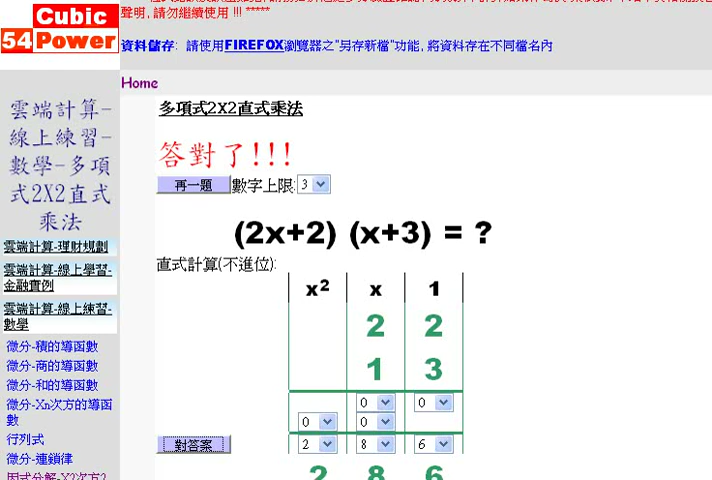 Cubic
54 Power
聲明, 請勿繼續使用 !!! *****
資料儲存: 請使用FIREFOX瀏覽器之"另存新檔"功能, 將資料存在不同檔名內
Home
雲端計算-
線上練習-
數學-多項
式2X2直式
乘法
雲端計算-理財規劃
雲端計算-線上學習-
金融實例
雲端計算-線上練習-
數學
微分-積的導函數
微分-商的導函數
微分-和的導函數
微分-Xn次方的導函
數
行列式
微分-連鎖律
因式分解-X2次方2
多項式2X2直式乘法
答對了!!!
再一題 數字上限: 3
(2x+2) (x+3) = ?
直式計算(不進位):
x² x 1
2 2
1 3
0 0
0 0
對答案 2 8 6
2 8 6